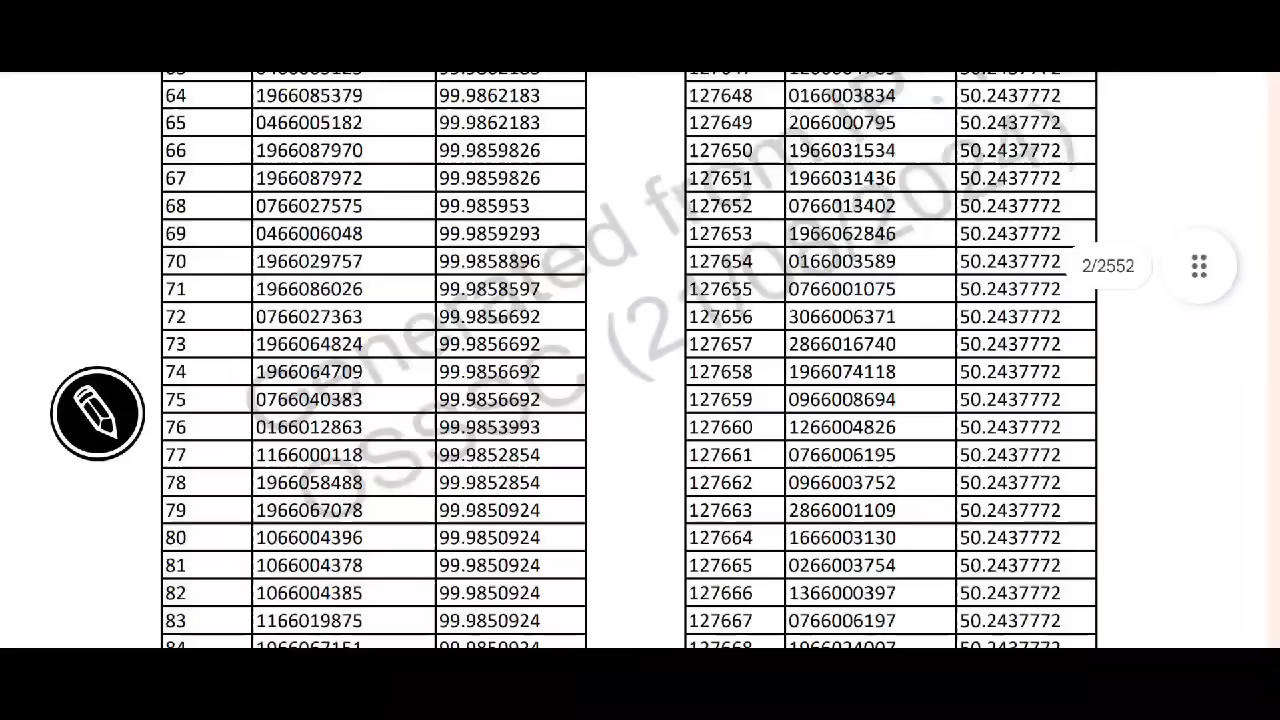 64 1966085379 99.9862183 127648 0166003834 50.2437772
65 0466005182 99.9862183 127649 2066000795 50.2437772
66 1966087970 99.9859826 127650 1966031534 50.2437772
67 1966087972 99.9859826 127651 1966031436 50.2437772
68 0766027575 99.985953 127652 0766013402 50.2437772
69 0466006048 99.9859293 127653 1966062846 50.2437772
70 1966029757 99.9858896 127654 0166003589 50.2437772
2/2552
71 1966086026 99.9858597 127655 0766001075 50.2437772
72 0766027363 99.9856692 127656 3066006371 50.2437772
73 1966064824 99.9856692 127657 2866016740 50.2437772
74 1966064709 99.9856692 127658 1966074118 50.2437772
75 0766040383 99.9856692 127659 0966008694 50.2437772
76 0166012863 99.9853993 127660 1266004826 50.2437772
77 1166000118 99.9852854 127661 0766006195 50.2437772
78 1966058488 99.9852854 127662 0966003752 50.2437772
79 1966067078 99.9850924 127663 2866001109 50.2437772
80 1066004396 99.9850924 127664 1666003130 50.2437772
81 1066004378 99.9850924 127665 0266003754 50.2437772
82 1066004385 99.9850924 127666 1366000397 50.2437772
83 1166019875 99.9850924 127667 0766006197 50.2437772
Generated from IP.
OSSSC (21/08/2024)